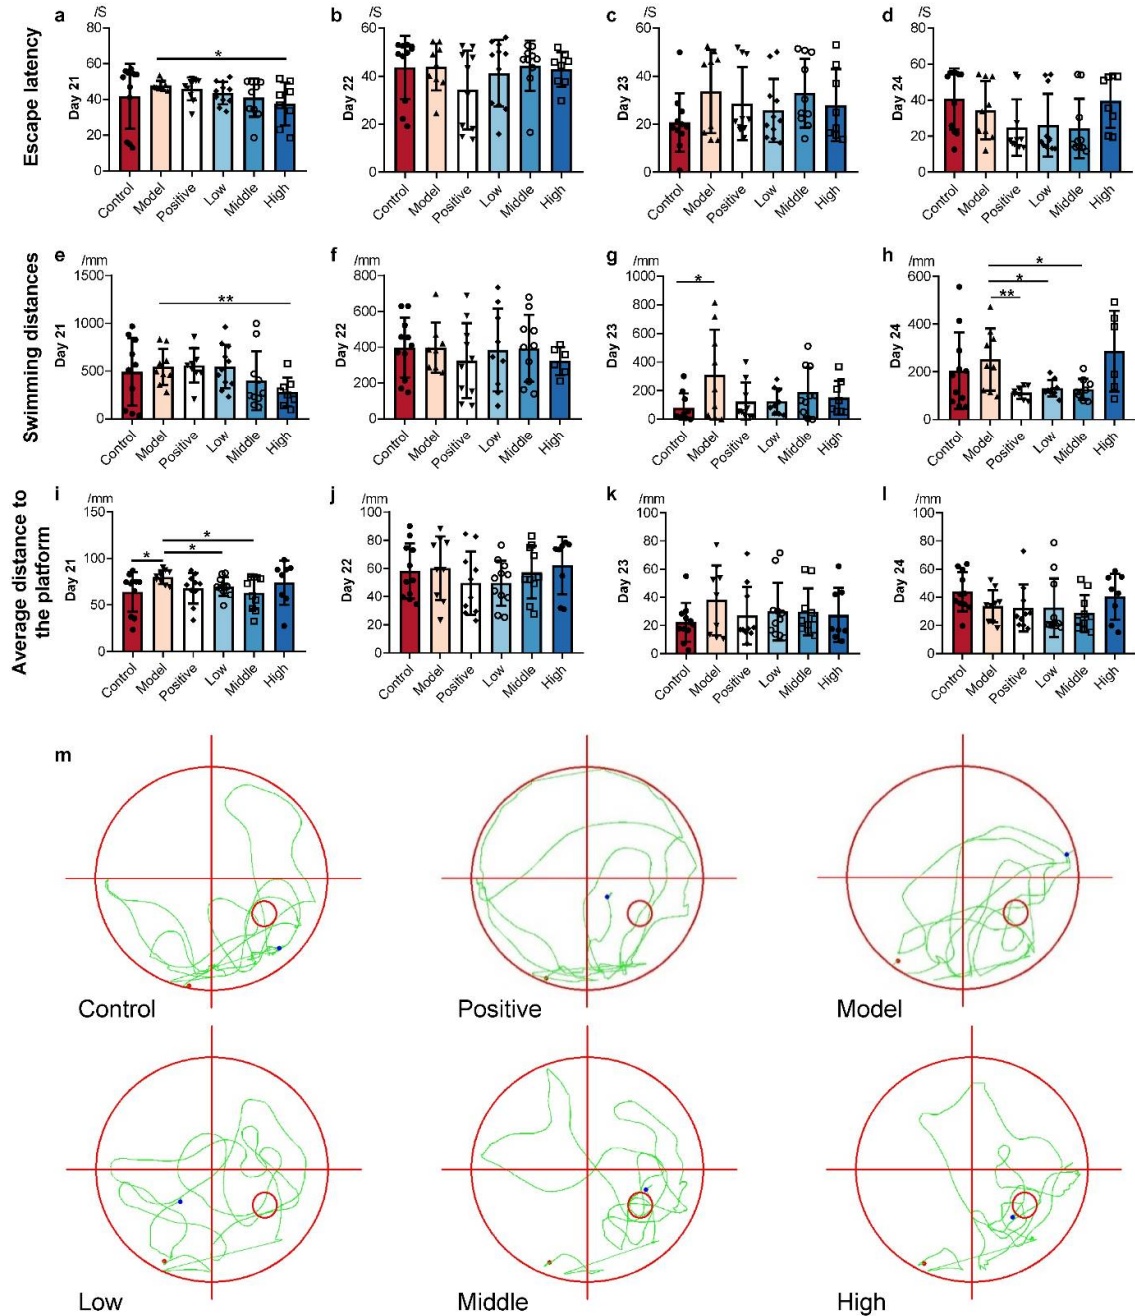 a /S b /S c /S d /S
Escape latency
Day 21 80 60 40 20 0 *
Control Model Positive Low Middle High
Day 22 60 40 20 0
Control Model Positive Low Middle High
Day 23 60 40 20 0
Control Model Positive Low Middle High
Day 24 80 60 40 20 0
Control Model Positive Low Middle High
e /mm f /mm g /mm h /mm
Swimming distances
Day 21 1500 1000 500 0 **
Control Model Positive Low Middle High
Day 22 800 600 400 200 0
Control Model Positive Low Middle High
Day 23 1000 800 600 400 200 0 *
Control Model Positive Low Middle High
Day 24 600 400 200 0 * * **
Control Model Positive Low Middle High
i /mm j /mm k /mm l /mm
Average distance to
the platform
Day 21 150 100 50 0 * * *
Control Model Positive Low Middle High
Day 22 100 80 60 40 20 0
Control Model Positive Low Middle High
Day 23 100 80 60 40 20 0
Control Model Positive Low Middle High
Day 24 100 80 60 40 20 0
Control Model Positive Low Middle High
m
Control Positive Model
Low Middle High